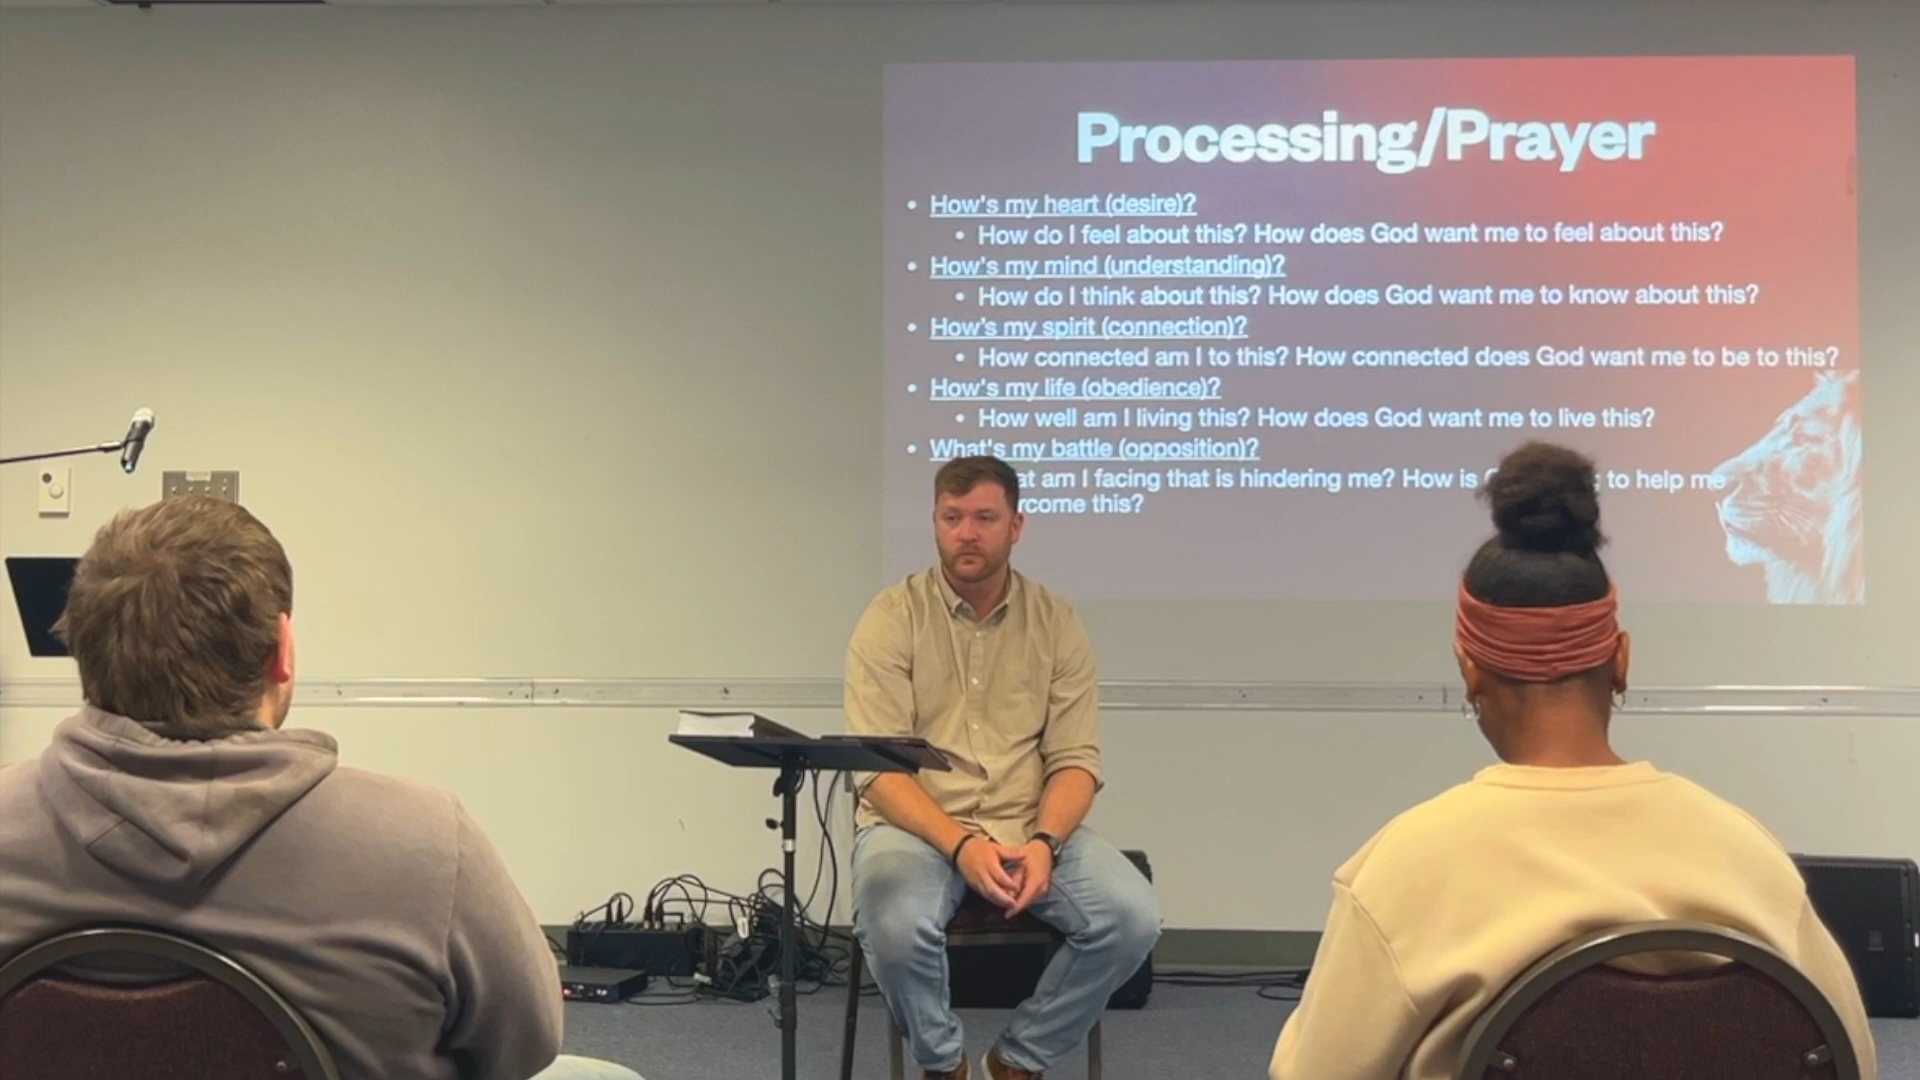 Processing/Prayer
• How's my heart (desire)?
• How do I feel about this? How does God want me to feel about this?
• How's my mind (understanding)?
• How do I think about this? How does God want me to know about this?
• How's my spirit (connection)?
• How connected am I to this? How connected does God want me to be to this?
• How's my life (obedience)?
• How well am I living this? How does God want me to live this?
• What's my battle (opposition)?
am I facing that is hindering me? How is to help me
this?